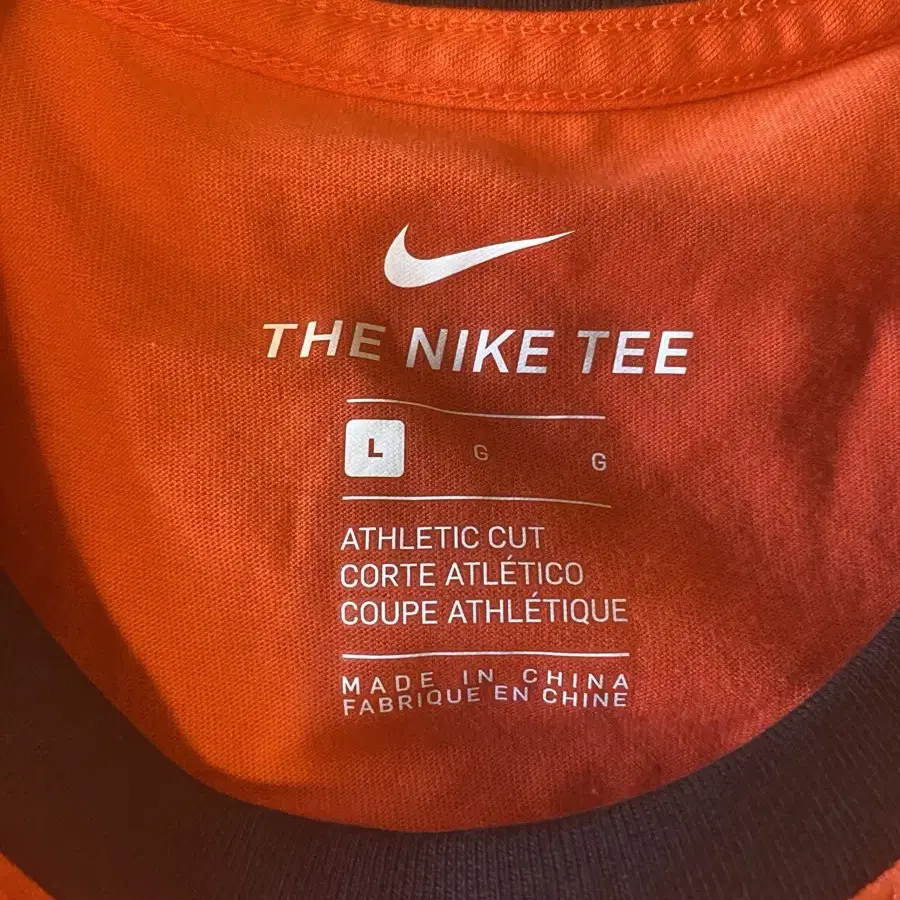 THE NIKE TEE
L G G
ATHLETIC CUT
CORTE ATLÉTICO
COUPE ATHLÉTIQUE
MADE IN CHINA
FABRIQUE EN CHINE